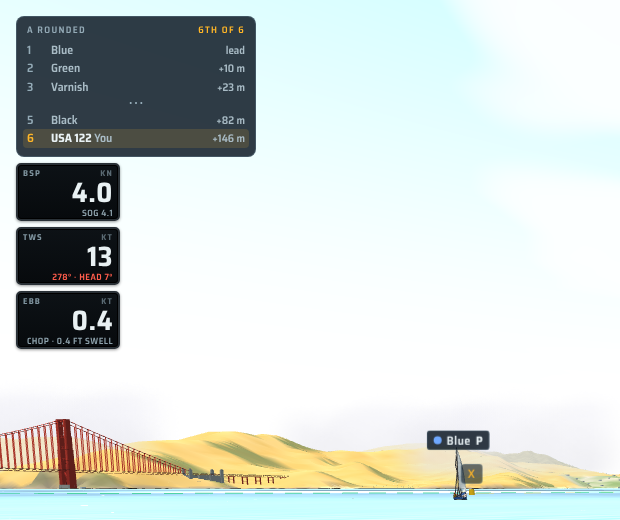 A ROUNDED 6TH OF 6
1 Blue lead
2 Green +10 m
3 Varnish +23 m
...
5 Black +82 m
6 USA 122 You +146 m
BSP KN
4.0
SOG 4.1
TWS KT
13
278° · HEAD 7°
EBB KT
0.4
CHOP · 0.4 FT SWELL
Blue P
X